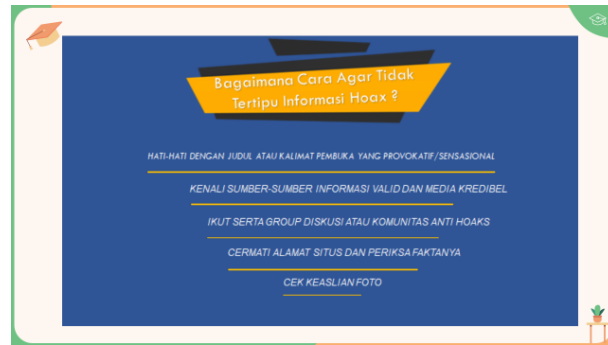 Bagaimana Cara Agar Tidak
Tertipu Informasi Hoax ?
HATI-HATI DENGAN JUDUL ATAU KALIMAT PEMBUKA YANG PROVOKATIF/SENSASIONAL
KENALI SUMBER-SUMBER INFORMASI VALID DAN MEDIA KREDIBEL
IKUT SERTA GROUP DISKUSI ATAU KOMUNITAS ANTI HOAKS
CERMATI ALAMAT SITUS DAN PERIKSA FAKTANYA
CEK KEASLIAN FOTO